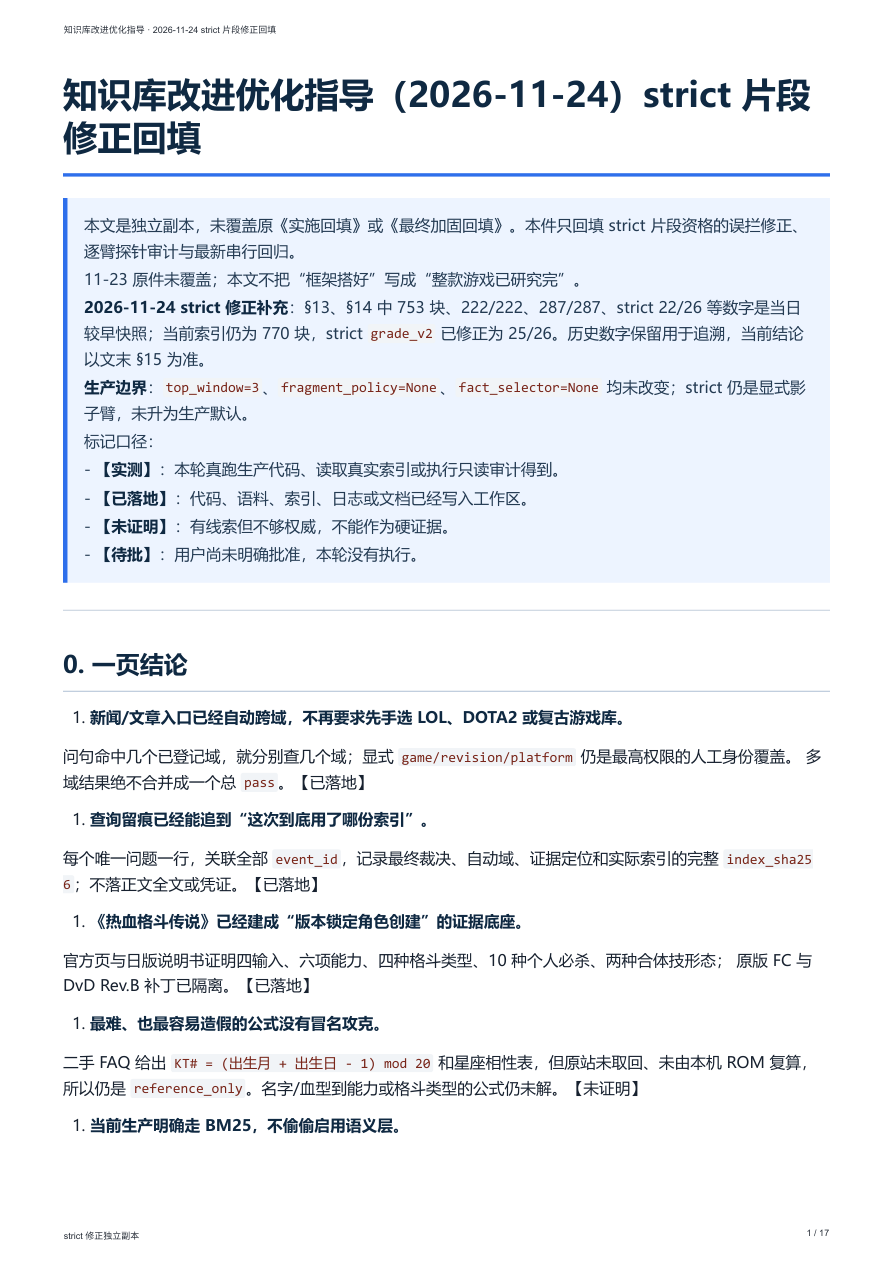 知识库改进优化指导 · 2026-11-24 strict 片段修正回填
知识库改进优化指导（2026-11-24）strict 片段
修正回填
本文是独立副本，未覆盖原《实施回填》或《最终加固回填》。本件只回填 strict 片段资格的误拦修正、
逐臂探针审计与最新串行回归。
11-23 原件未覆盖；本文不把“框架搭好”写成“整款游戏已研究完”。
2026-11-24 strict 修正补充：§13、§14 中 753 块、222/222、287/287、strict 22/26 等数字是当日
较早快照；当前索引仍为 770 块，strict grade_v2 已修正为 25/26。历史数字保留用于追溯，当前结论
以文末 §15 为准。
生产边界：top_window=3、fragment_policy=None、fact_selector=None 均未改变；strict 仍是显式影
子臂，未升为生产默认。
标记口径：
- 【实测】：本轮真跑生产代码、读取真实索引或执行只读审计得到。
- 【已落地】：代码、语料、索引、日志或文档已经写入工作区。
- 【未证明】：有线索但不够权威，不能作为硬证据。
- 【待批】：用户尚未明确批准，本轮没有执行。
0. 一页结论
1. 新闻/文章入口已经自动跨域，不再要求先手选 LOL、DOTA2 或复古游戏库。
问句命中几个已登记域，就分别查几个域；显式 game/revision/platform 仍是最高权限的人工身份覆盖。 多
域结果绝不合并成一个总 pass。【已落地】
1. 查询留痕已经能追到“这次到底用了哪份索引”。
每个唯一问题一行，关联全部 event_id，记录最终裁决、自动域、证据定位和实际索引的完整 index_sha25
6；不落正文全文或凭证。【已落地】
1. 《热血格斗传说》已经建成“版本锁定角色创建”的证据底座。
官方页与日版说明书证明四输入、六项能力、四种格斗类型、10 种个人必杀、两种合体技形态； 原版 FC 与
DvD Rev.B 补丁已隔离。【已落地】
1. 最难、也最容易造假的公式没有冒名攻克。
二手 FAQ 给出 KT# = (出生月 + 出生日 - 1) mod 20 和星座相性表，但原站未取回、未由本机 ROM 复算，
所以仍是 reference_only。名字/血型到能力或格斗类型的公式仍未解。【未证明】
1. 当前生产明确走 BM25，不偷偷启用语义层。
strict 修正独立副本
1 / 17